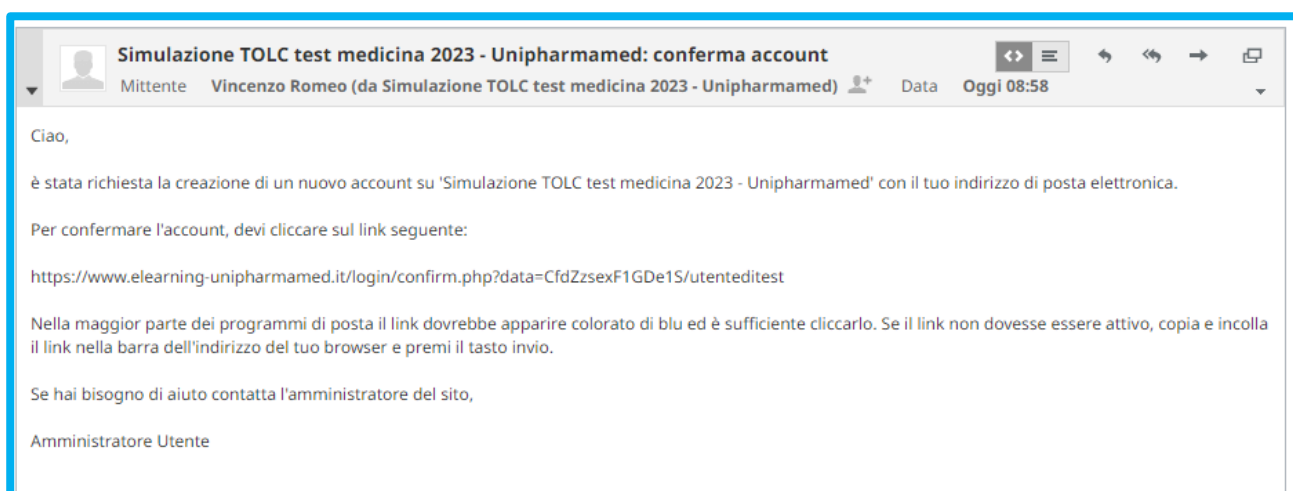 Simulazione TOLC test medicina 2023 - Unipharmamed: conferma account
Mittente Vincenzo Romeo (da Simulazione TOLC test medicina 2023 - Unipharmamed) Data Oggi 08:58
Ciao,
è stata richiesta la creazione di un nuovo account su 'Simulazione TOLC test medicina 2023 - Unipharmamed' con il tuo indirizzo di posta elettronica.
Per confermare l'account, devi cliccare sul link seguente:
https://www.elearning-unipharmamed.it/login/confirm.php?data=CfdZzsexF1GDe1S/utenteditest
Nella maggior parte dei programmi di posta il link dovrebbe apparire colorato di blu ed è sufficiente cliccarlo. Se il link non dovesse essere attivo, copia e incolla
il link nella barra dell'indirizzo del tuo browser e premi il tasto invio.
Se hai bisogno di aiuto contatta l'amministratore del sito,
Amministratore Utente